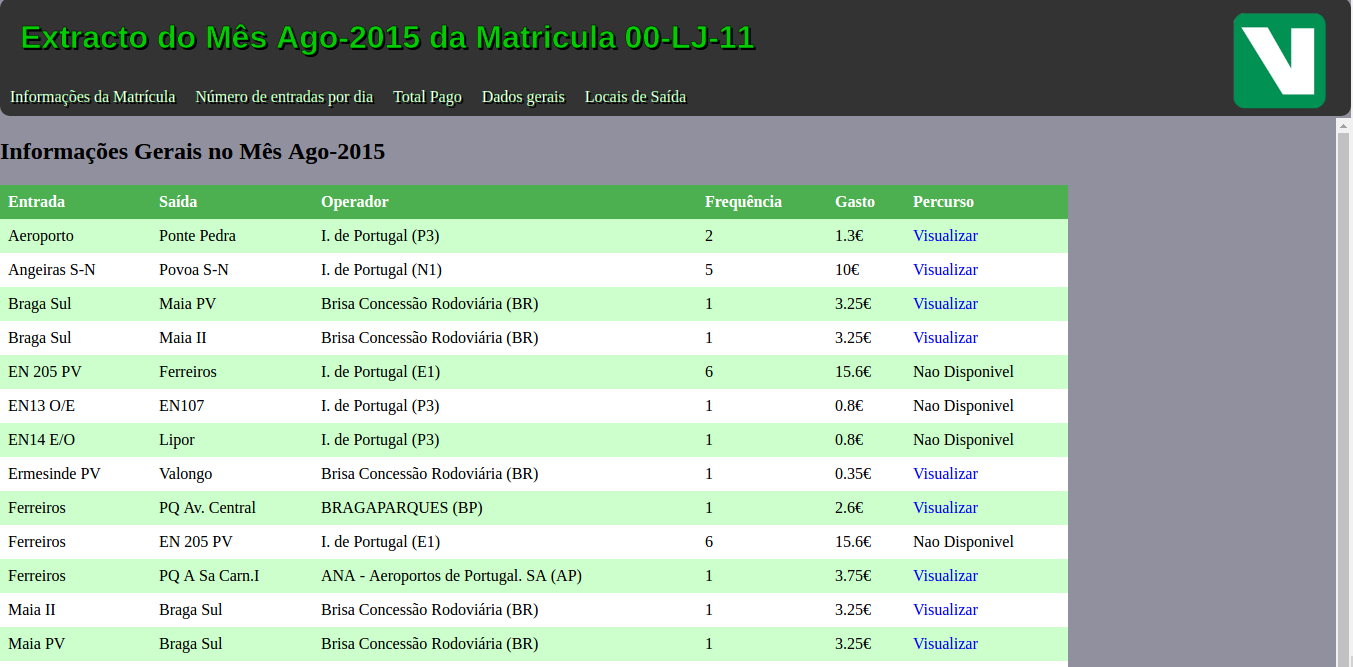 Extracto do Mês Ago-2015 da Matricula 00-LJ-11
Informações da Matrícula Número de entradas por dia Total Pago Dados gerais Locais de Saída
Informações Gerais no Mês Ago-2015
Entrada Saída Operador Frequência Gasto Percurso
Aeroporto Ponte Pedra I. de Portugal (P3) 2 1.3€ Visualizar
Angeiras S-N Povoa S-N I. de Portugal (N1) 5 10€ Visualizar
Braga Sul Maia PV Brisa Concessão Rodoviária (BR) 1 3.25€ Visualizar
Braga Sul Maia II Brisa Concessão Rodoviária (BR) 1 3.25€ Visualizar
EN 205 PV Ferreiros I. de Portugal (E1) 6 15.6€ Nao Disponivel
EN13 O/E EN107 I. de Portugal (P3) 1 0.8€ Nao Disponivel
EN14 E/O Lipor I. de Portugal (P3) 1 0.8€ Nao Disponivel
Ermesinde PV Valongo Brisa Concessão Rodoviária (BR) 1 0.35€ Visualizar
Ferreiros PQ Av. Central BRAGAPARQUES (BP) 1 2.6€ Visualizar
Ferreiros EN 205 PV I. de Portugal (E1) 6 15.6€ Nao Disponivel
Ferreiros PQ A Sa Carn.I ANA - Aeroportos de Portugal. SA (AP) 1 3.75€ Visualizar
Maia II Braga Sul Brisa Concessão Rodoviária (BR) 1 3.25€ Visualizar
Maia PV Braga Sul Brisa Concessão Rodoviária (BR) 1 3.25€ Visualizar